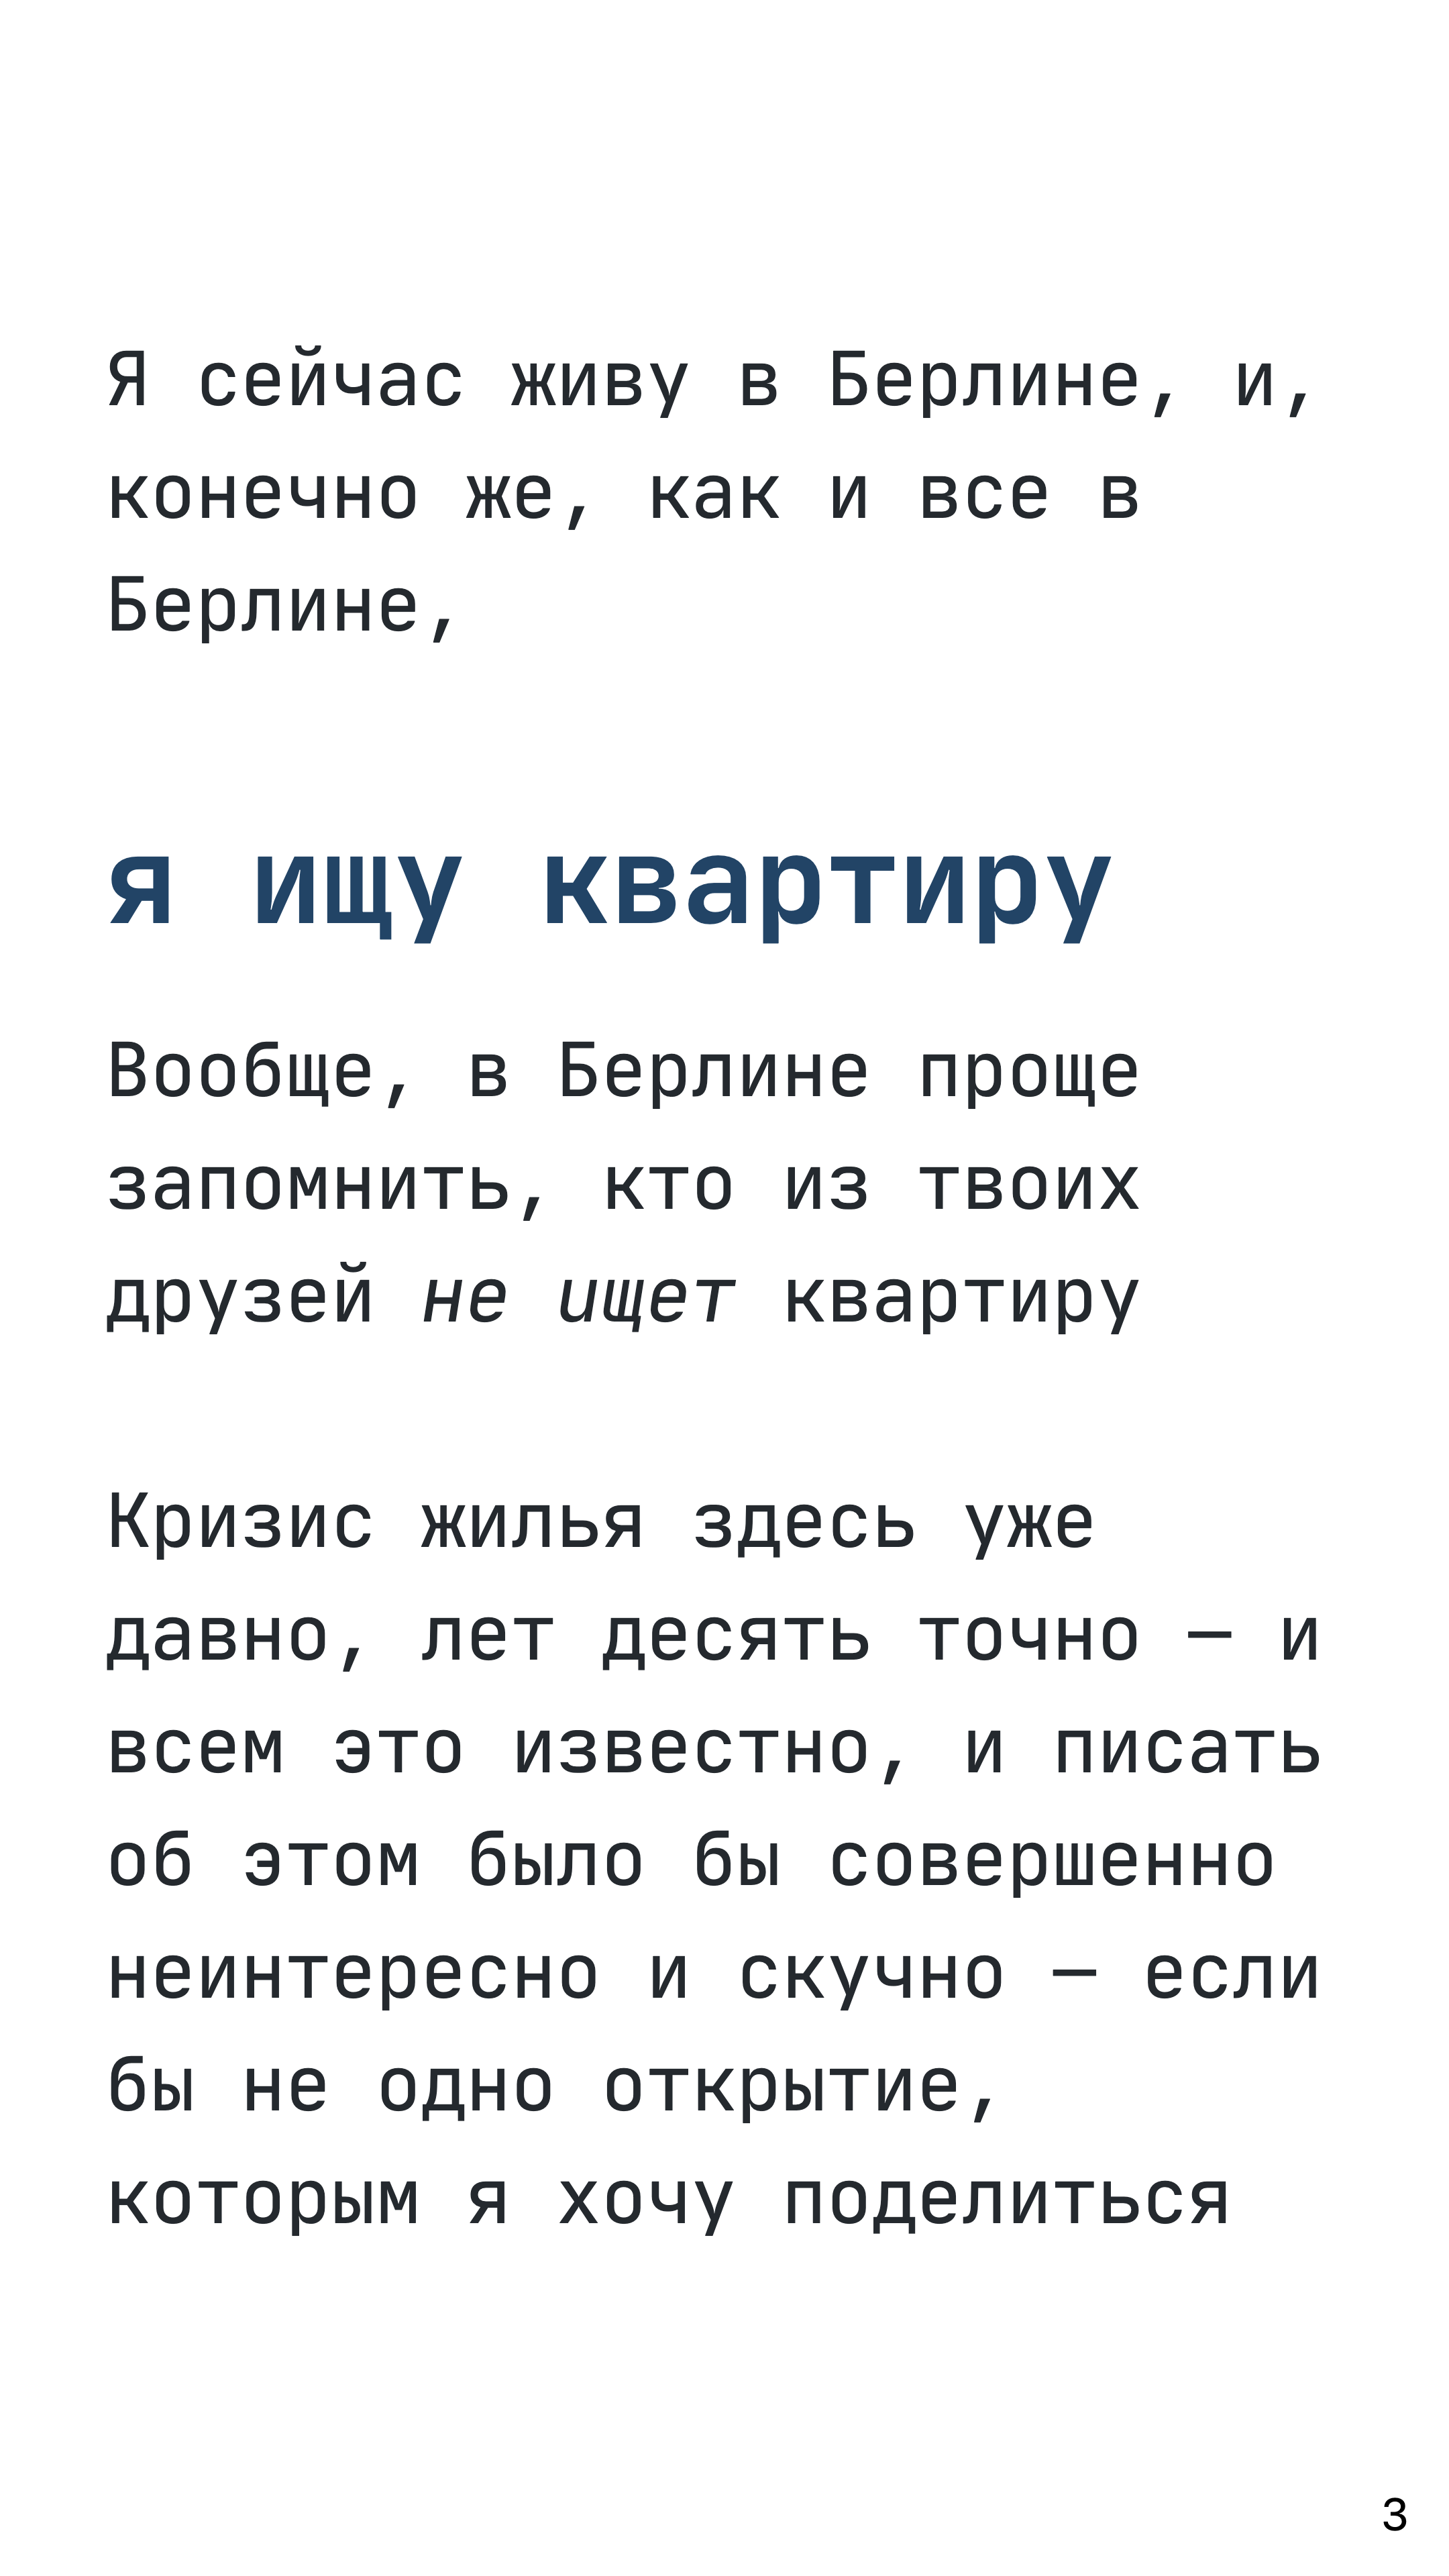 Я сейчас живу в Берлине, и,
конечно же, как и все в
Берлине,
я ищу квартиру
Вообще, в Берлине проще
запомнить, кто из твоих
друзей не ищет квартиру
Кризис жилья здесь уже
давно, лет десять точно — и
всем это известно, и писать
об этом было бы совершенно
неинтересно и скучно — если
бы не одно открытие,
которым я хочу поделиться
3